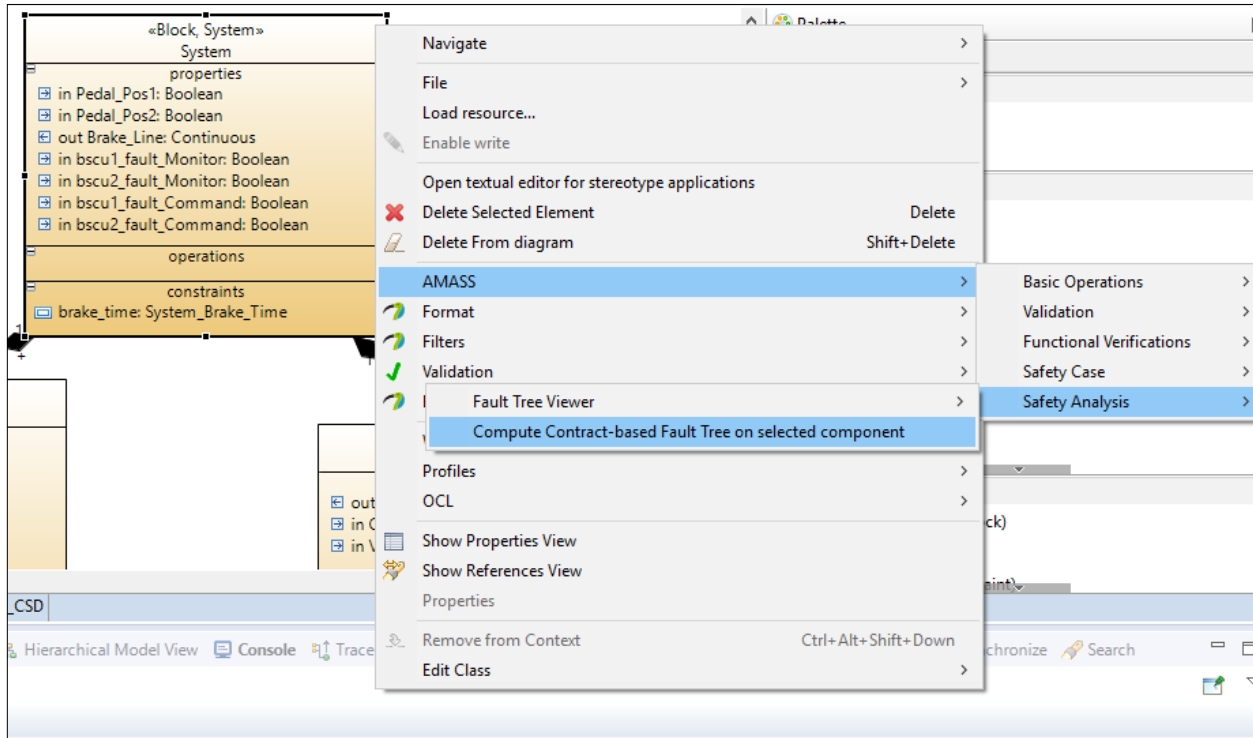 «Block, System»
System
properties
in Pedal_Pos1: Boolean
in Pedal_Pos2: Boolean
out Brake_Line: Continuous
in bscu1_fault_Monitor: Boolean
in bscu2_fault_Monitor: Boolean
in bscu1_fault_Command: Boolean
in bscu2_fault_Command: Boolean
operations
constraints
brake_time: System_Brake_Time
1
+
out
in
in
_CSD
Hierarchical Model View
Console
Trace
Palette
Navigate
File
Load resource...
Enable write
Open textual editor for stereotype applications
Delete Selected Element Delete
Delete From diagram Shift+Delete
AMASS
Format
Filters
Validation
Profiles
OCL
Show Properties View
Show References View
Properties
Remove from Context Ctrl+Alt+Shift+Down
Edit Class
Basic Operations
Validation
Functional Verifications
Safety Case
Safety Analysis
Fault Tree Viewer
Compute Contract-based Fault Tree on selected component
ck)
aint)
chronize
Search